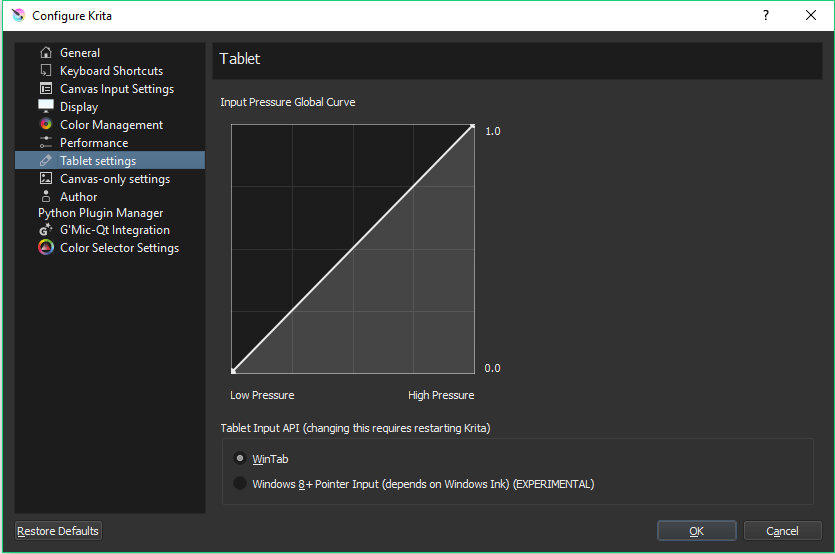 Configure Krita
?
General
Keyboard Shortcuts
Canvas Input Settings
Display
Color Management
Performance
Tablet settings
Canvas-only settings
Author
Python Plugin Manager
G'Mic-Qt Integration
Color Selector Settings
Tablet
Input Pressure Global Curve
1.0
0.0
Low Pressure High Pressure
Tablet Input API (changing this requires restarting Krita)
WinTab
Windows 8+ Pointer Input (depends on Windows Ink) (EXPERIMENTAL)
Restore Defaults OK Cancel